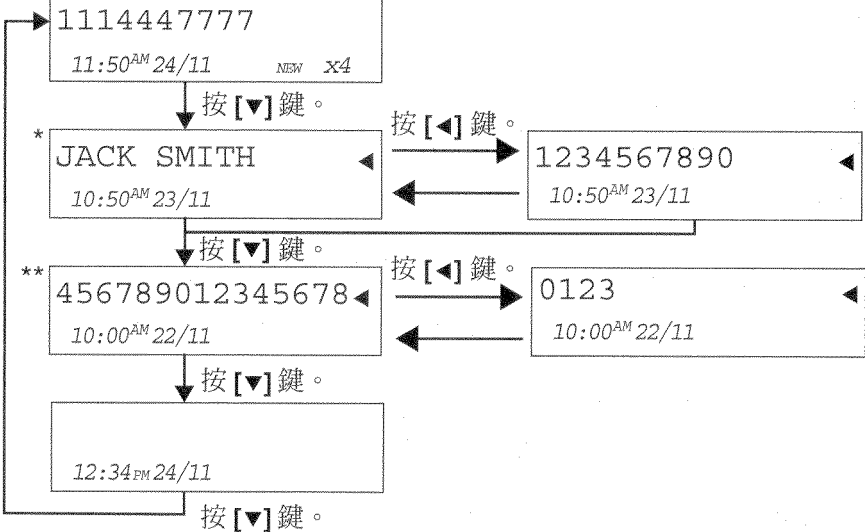 1114447777
11:50AM 24/11 NEW x4
按 [▼] 鍵。
* JACK SMITH ◀
10:50AM 23/11
按 [◀] 鍵。
1234567890 ◀
10:50AM 23/11
按 [▼] 鍵。
** 456789012345678◀
10:00AM 22/11
按 [◀] 鍵。
0123 ◀
10:00AM 22/11
按 [▼] 鍵。
12:34PM 24/11
按 [▼] 鍵。